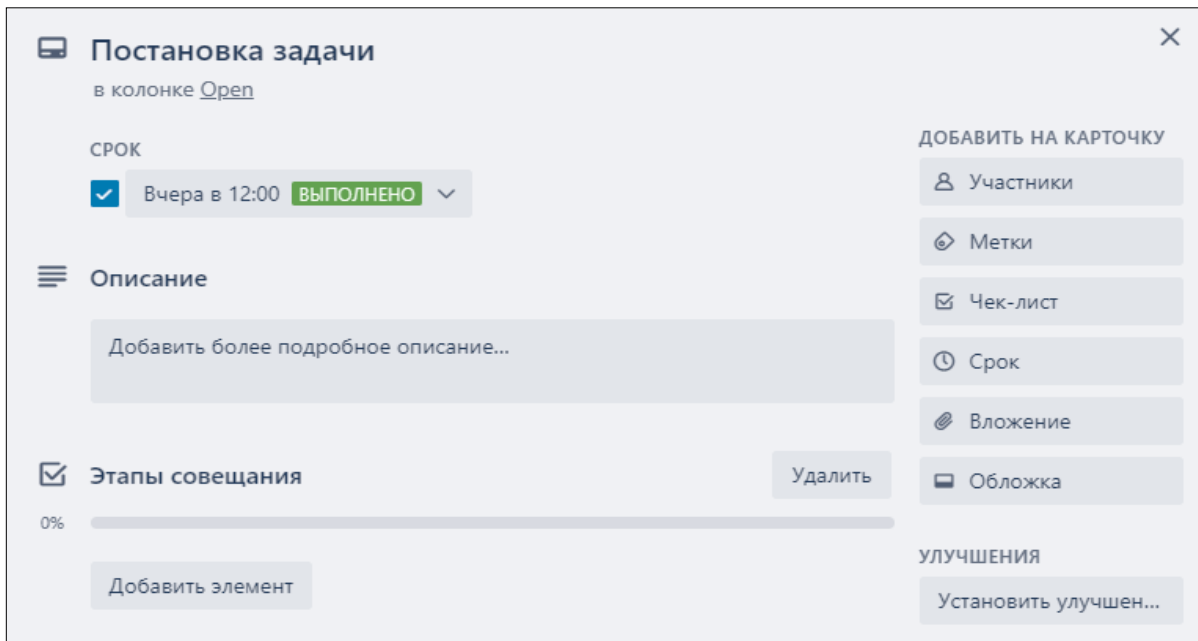 Постановка задачи
в колонке Open
СРОК
Вчера в 12:00 ВЫПОЛНЕНО
Описание
Добавить более подробное описание...
Этапы совещания
Удалить
0%
Добавить элемент
ДОБАВИТЬ НА КАРТОЧКУ
Участники
Метки
Чек-лист
Срок
Вложение
Обложка
УЛУЧШЕНИЯ
Установить улучшен...